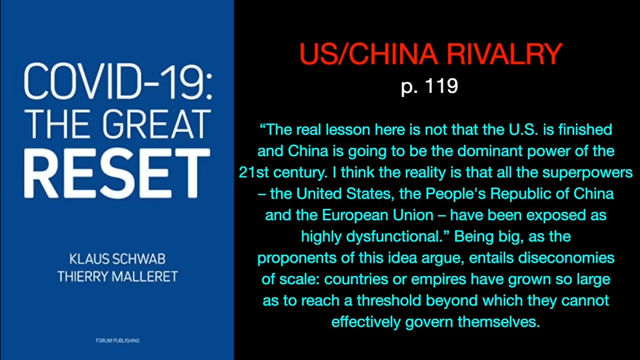 COVID-19:
THE GREAT
RESET
KLAUS SCHWAB
THIERRY MALLERET
FORUM PUBLISHING
US/CHINA RIVALRY
p. 119
“The real lesson here is not that the U.S. is finished
and China is going to be the dominant power of the
21st century. I think the reality is that all the superpowers
– the United States, the People's Republic of China
and the European Union – have been exposed as
highly dysfunctional.” Being big, as the
proponents of this idea argue, entails diseconomies
of scale: countries or empires have grown so large
as to reach a threshold beyond which they cannot
effectively govern themselves.